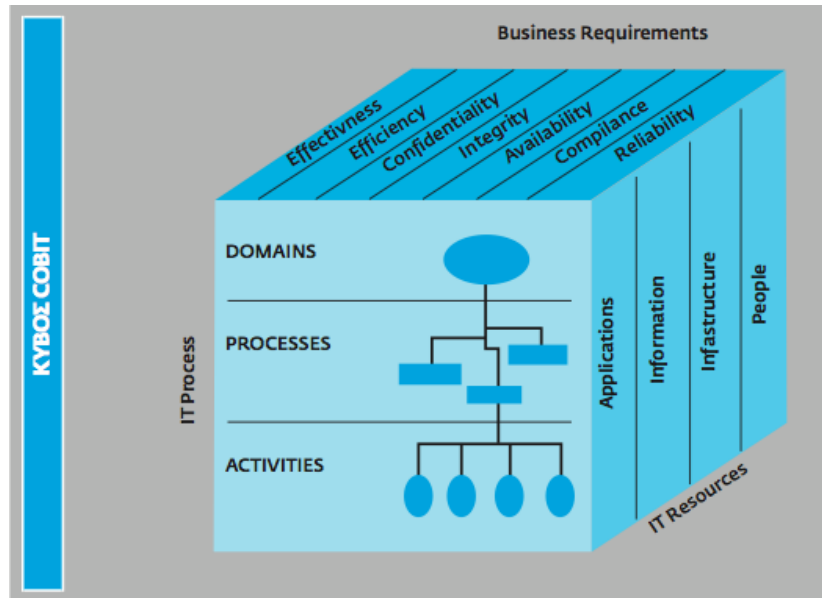 Business Requirements
Effectivness
Efficiency
Confidentiality
Integrity
Availability
Compilance
Reliability
ΚΥΒΟΣ COBIT
IT Process
DOMAINS
PROCESSES
ACTIVITIES
Applications
Information
Infastructure
People
IT Resources